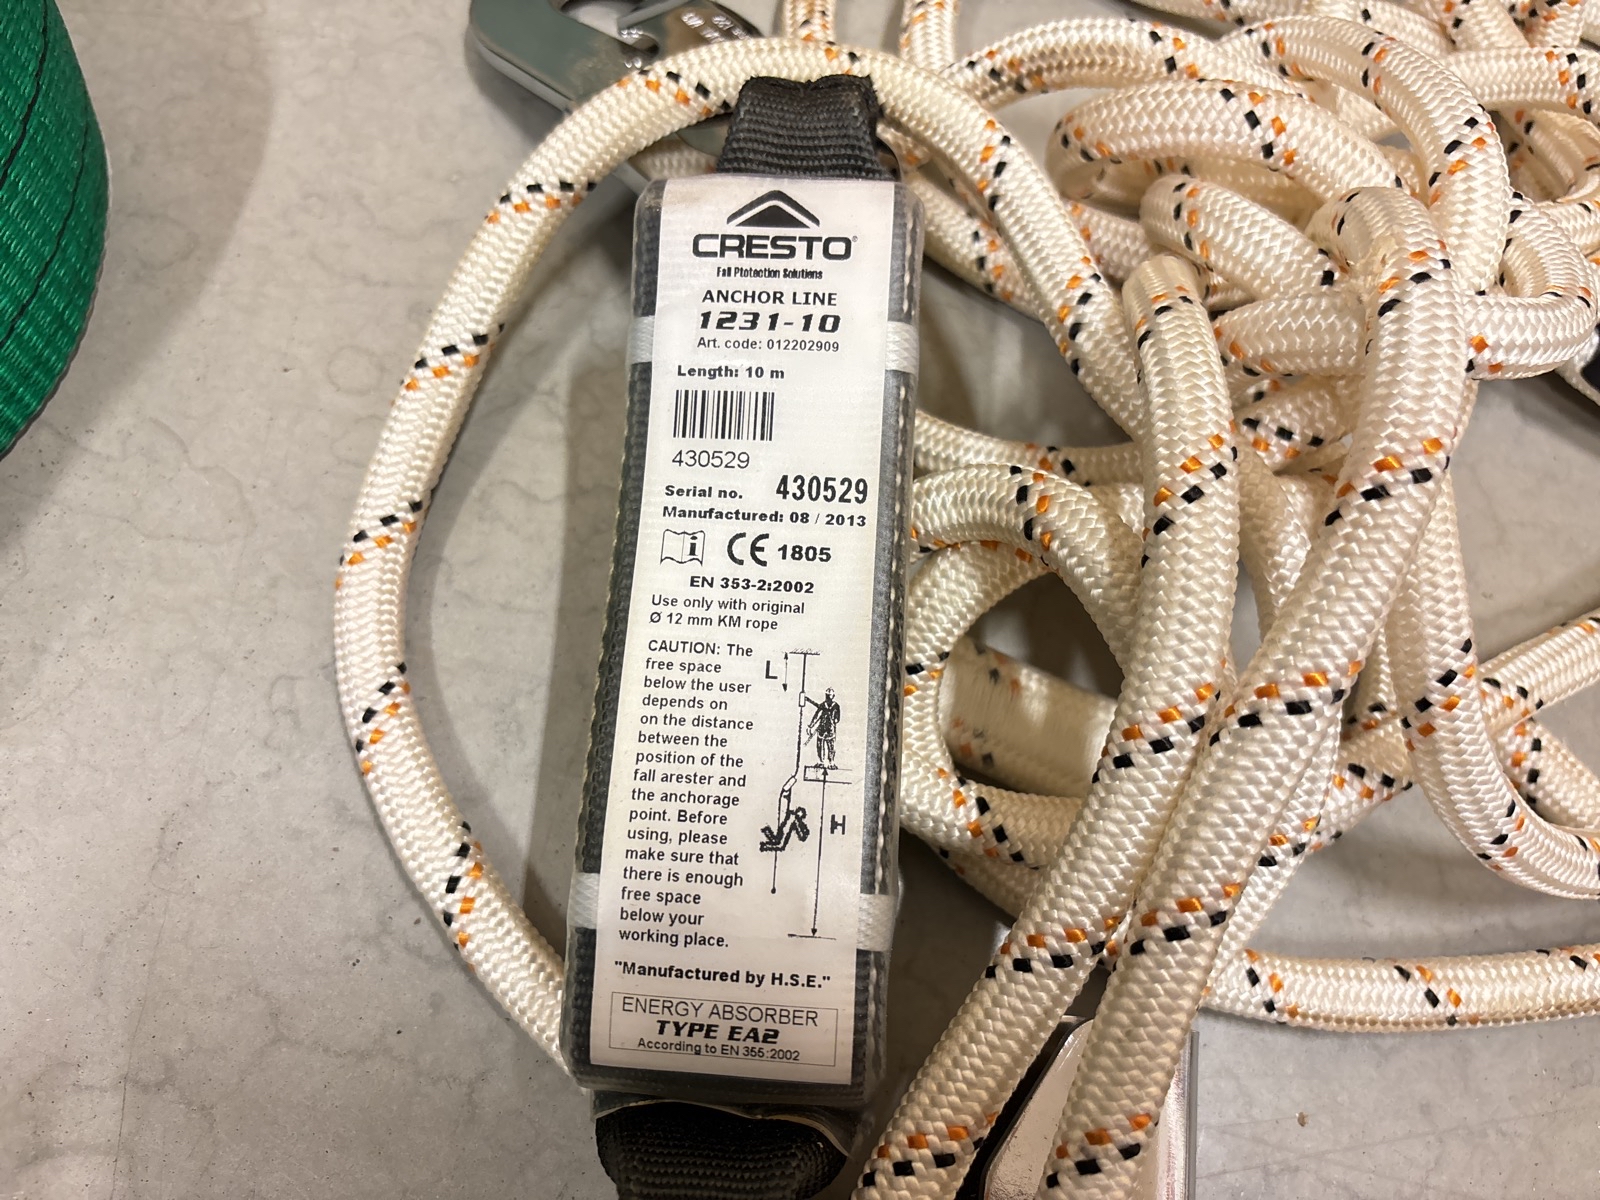 CRESTO®
Fall Ptotection Solutions
ANCHOR LINE
1231-10
Art. code: 012202909
Length: 10 m
430529
Serial no. 430529
Manufactured: 08 / 2013
i CE 1805
EN 353-2:2002
Use only with original
Ø 12 mm KM rope
CAUTION: The
free space
below the user
depends on
on the distance
between the
position of the
fall arester and
the anchorage
point. Before
using, please
make sure that
there is enough
free space
below your
working place.
L
H
"Manufactured by H.S.E."
ENERGY ABSORBER
TYPE EA2
According to EN 355:2002